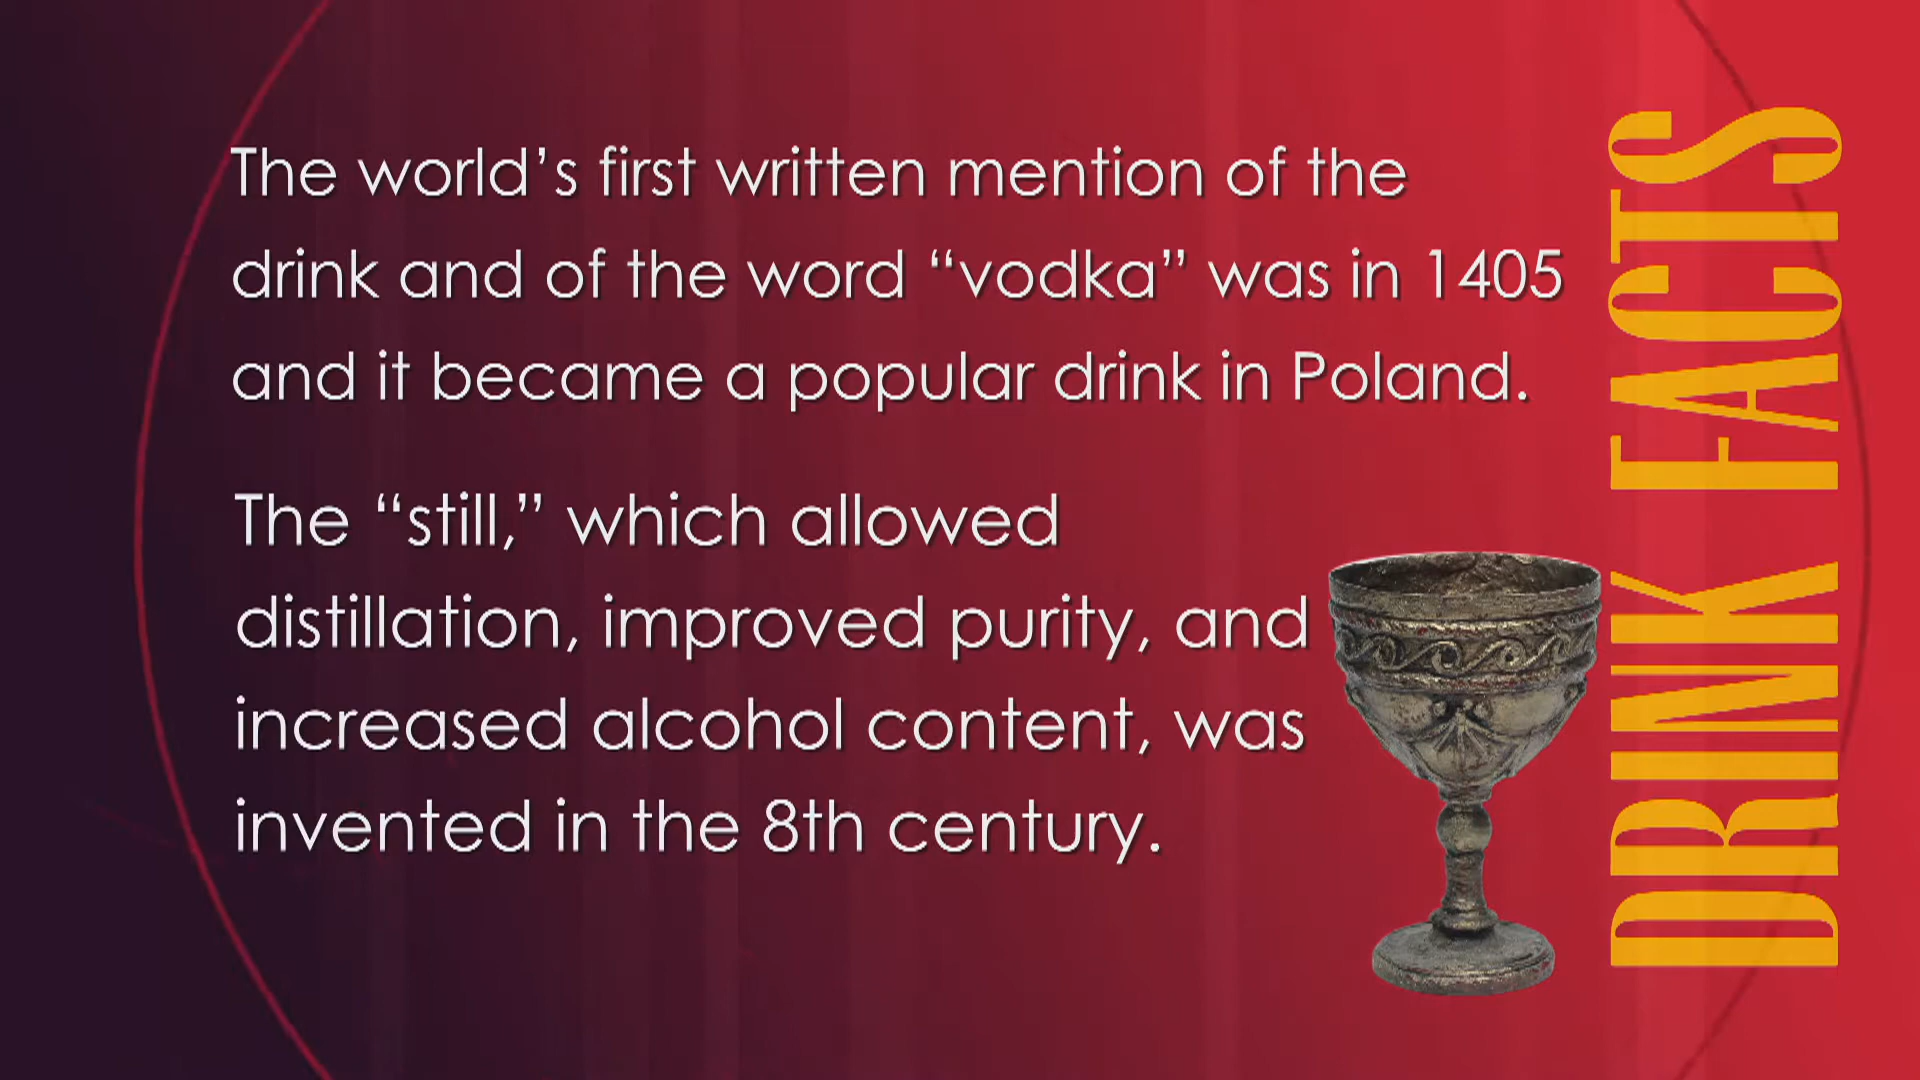 The world’s first written mention of the
drink and of the word “vodka” was in 1405
and it became a popular drink in Poland.
The “still,” which allowed
distillation, improved purity, and
increased alcohol content, was
invented in the 8th century.
DRINK FACTS